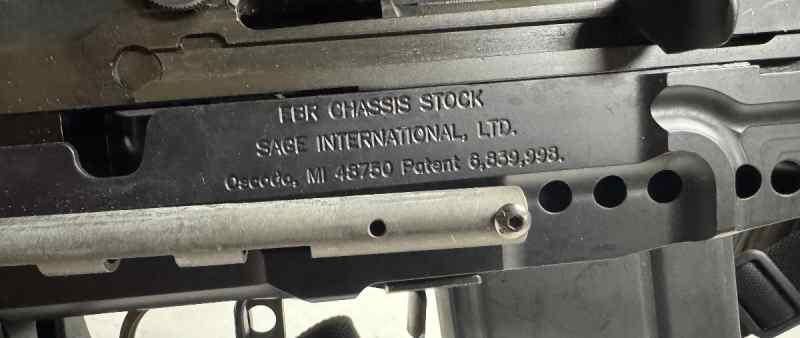 EBR CHASSIS STOCK
SAGE INTERNATIONAL, LTD.
Oscoda, MI 48750 Patent 6,839,998.